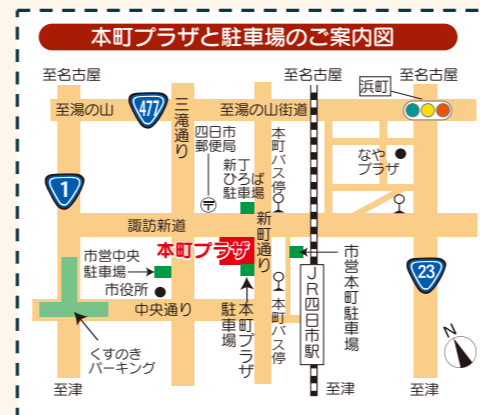 本町プラザと駐車場のご案内図
至名古屋
至名古屋
至名古屋
浜町
至湯の山
477
三滝通り
至湯の山街道
四日市
郵便局
新丁
ひろば
駐車場
本町バス停
なや
プラザ
1
諏訪新道
新町通り
本町プラザ
市営中央
駐車場
市役所
中央通り
本町プラザ
駐車場
本町バス停
JR四日市駅
市営本町駐車場
23
くすのき
パーキング
N
至津
至津
至津